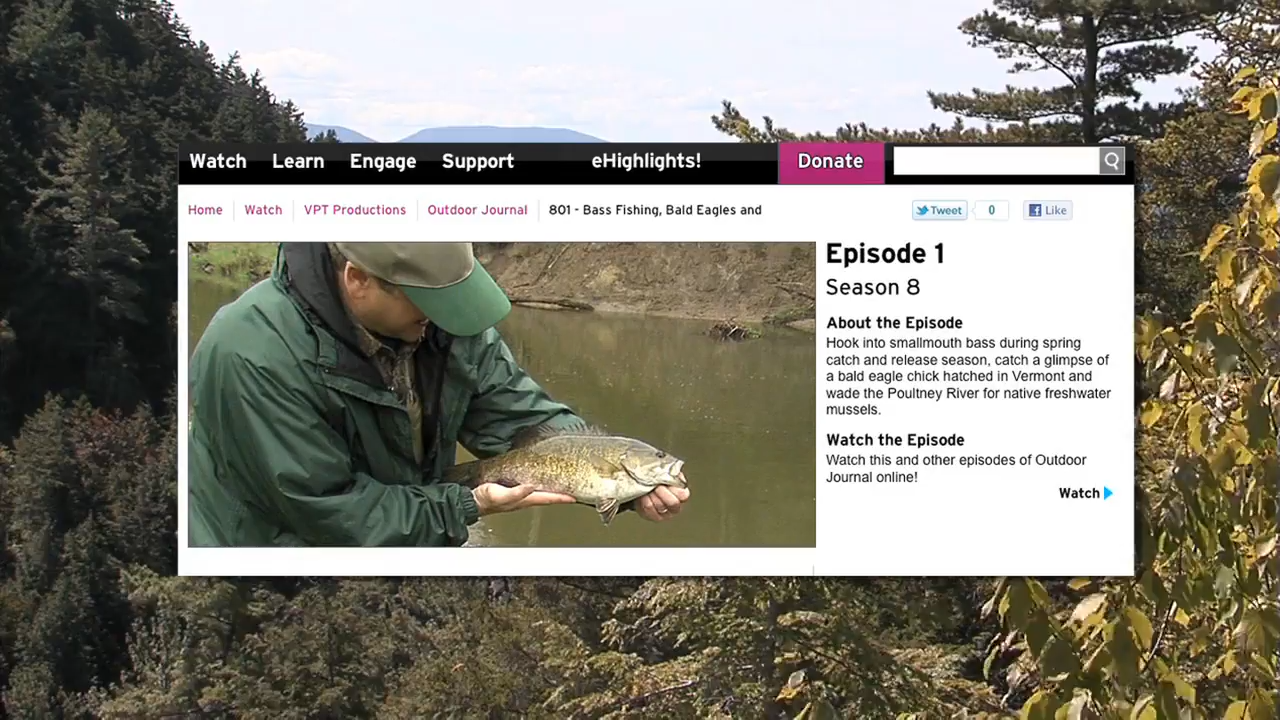 Watch Learn Engage Support eHighlights! Donate
Home Watch VPT Productions Outdoor Journal 801 - Bass Fishing, Bald Eagles and
Tweet 0 Like
Episode 1
Season 8
About the Episode
Hook into smallmouth bass during spring
catch and release season, catch a glimpse of
a bald eagle chick hatched in Vermont and
wade the Poultney River for native freshwater
mussels.
Watch the Episode
Watch this and other episodes of Outdoor
Journal online!
Watch